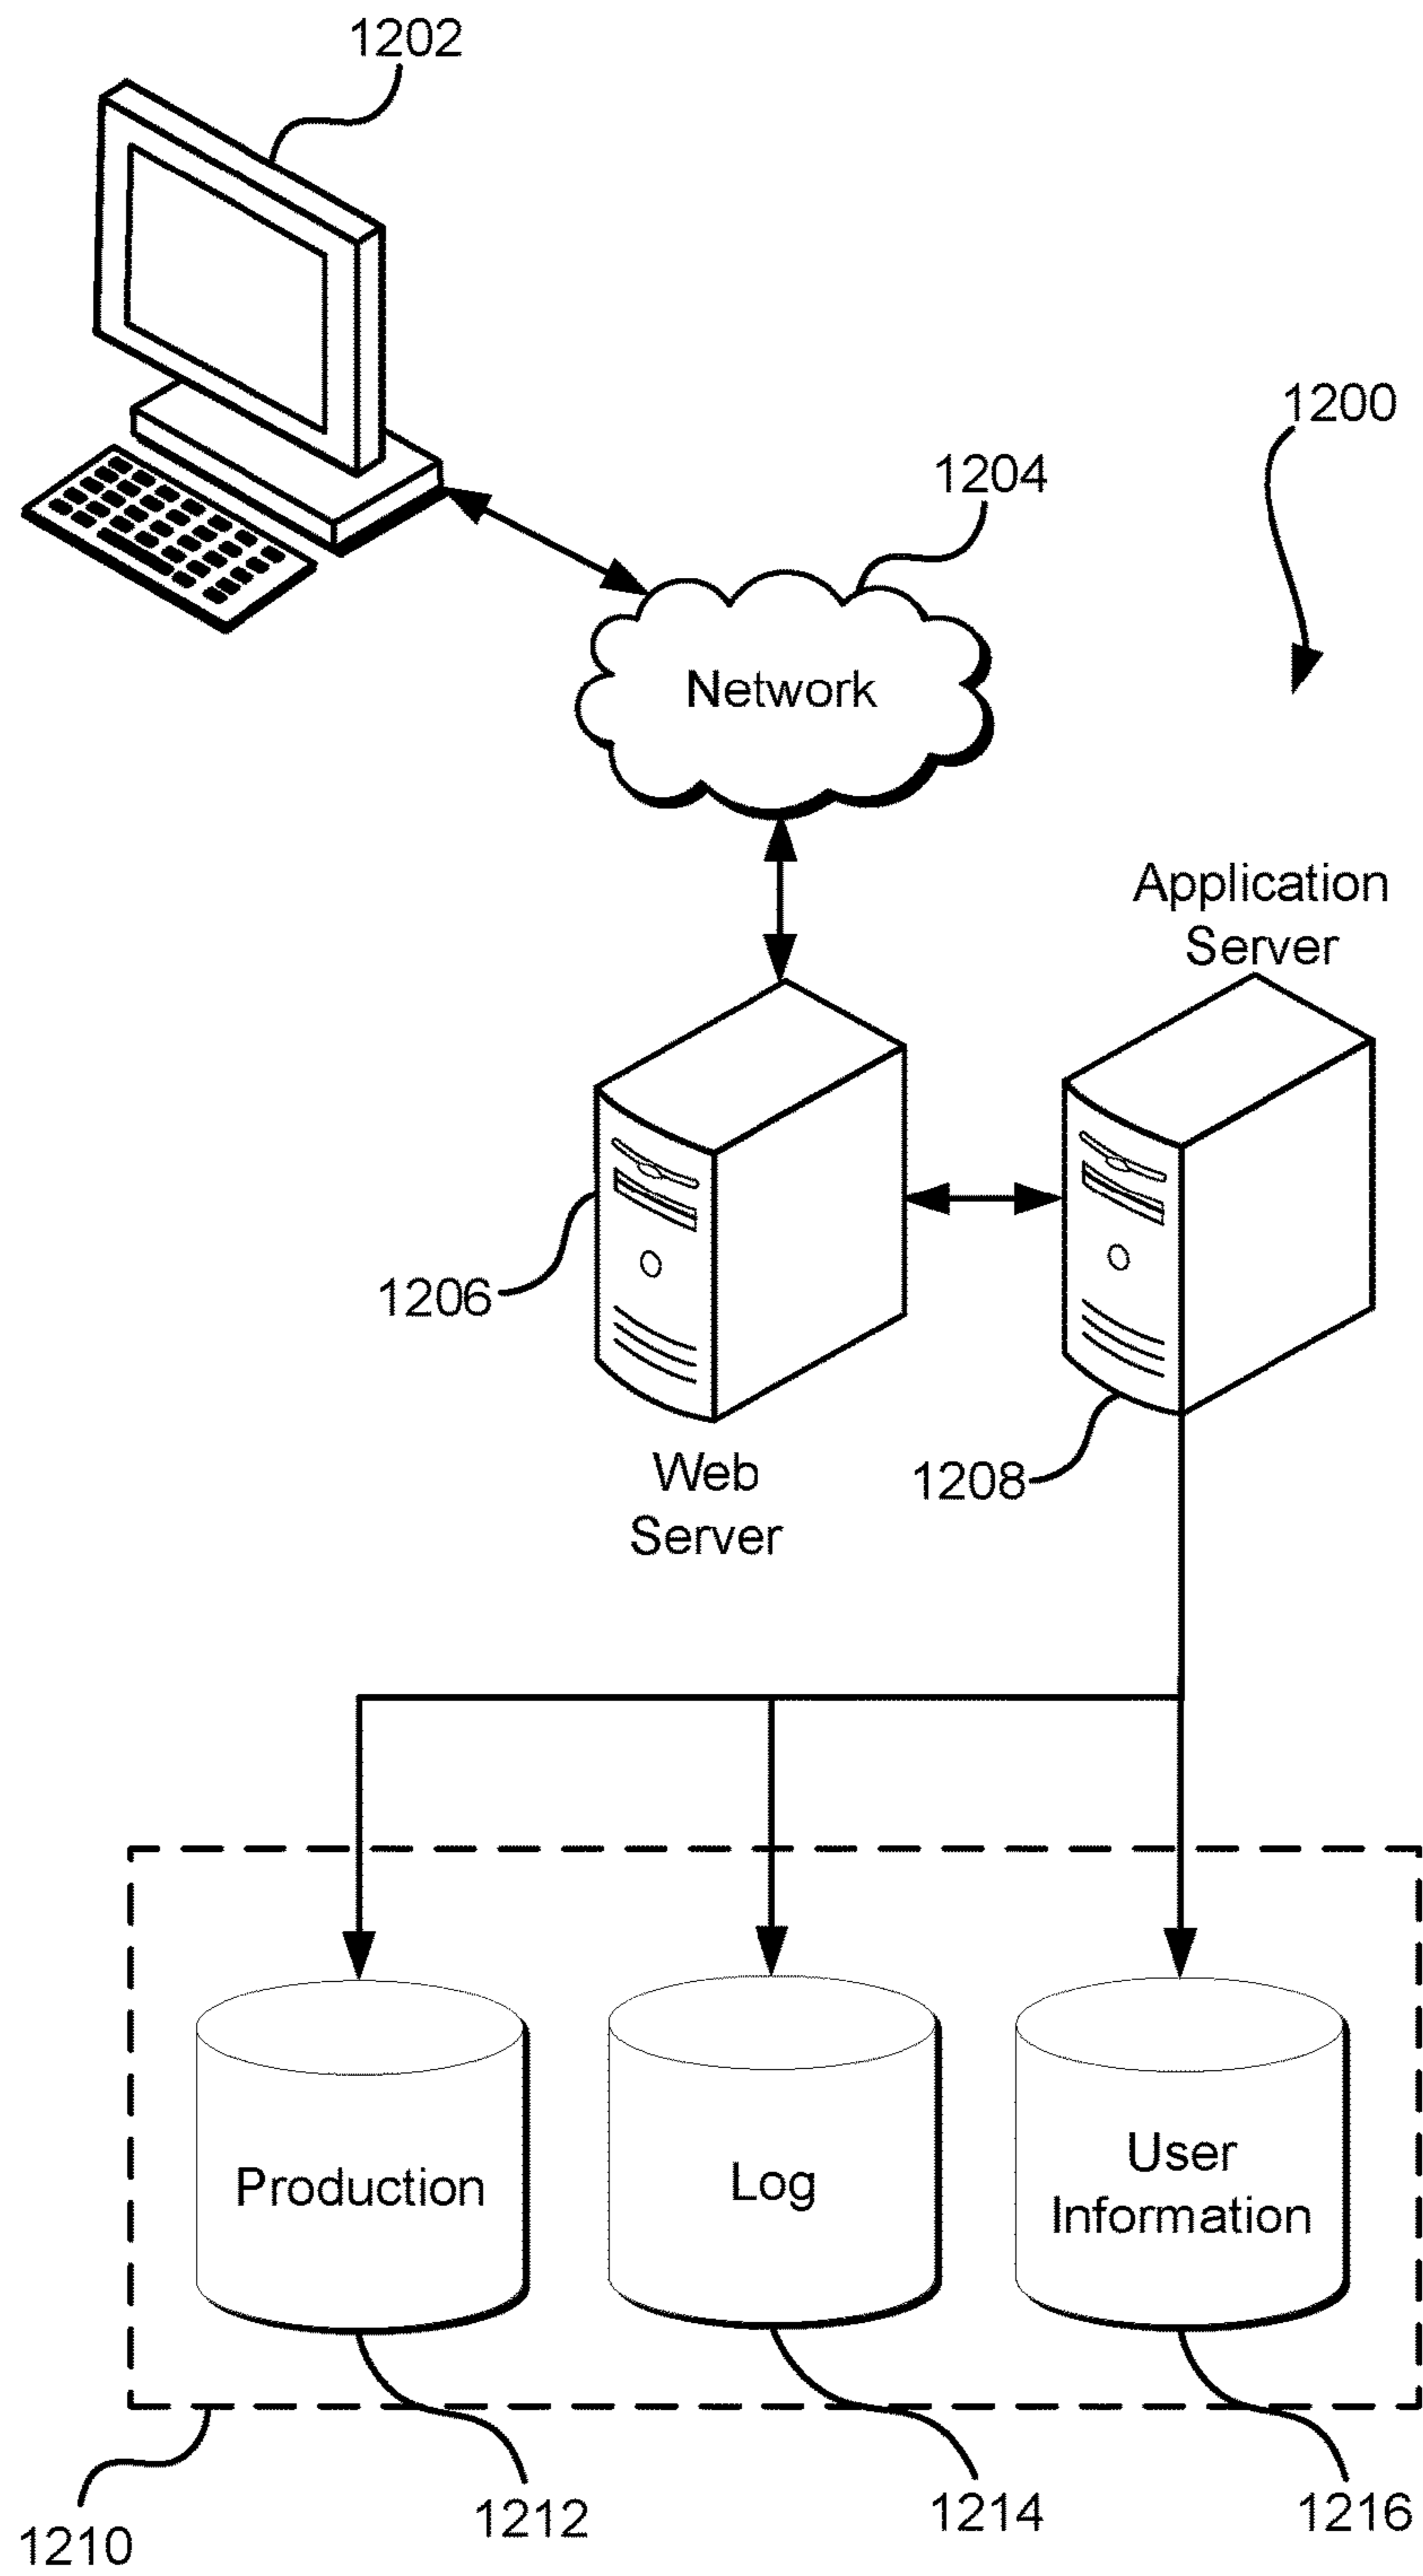 1202
1200
1204
Network
Application
Server
1206
Web
Server
1208
Production
Log
User
Information
1210
1212
1214
1216